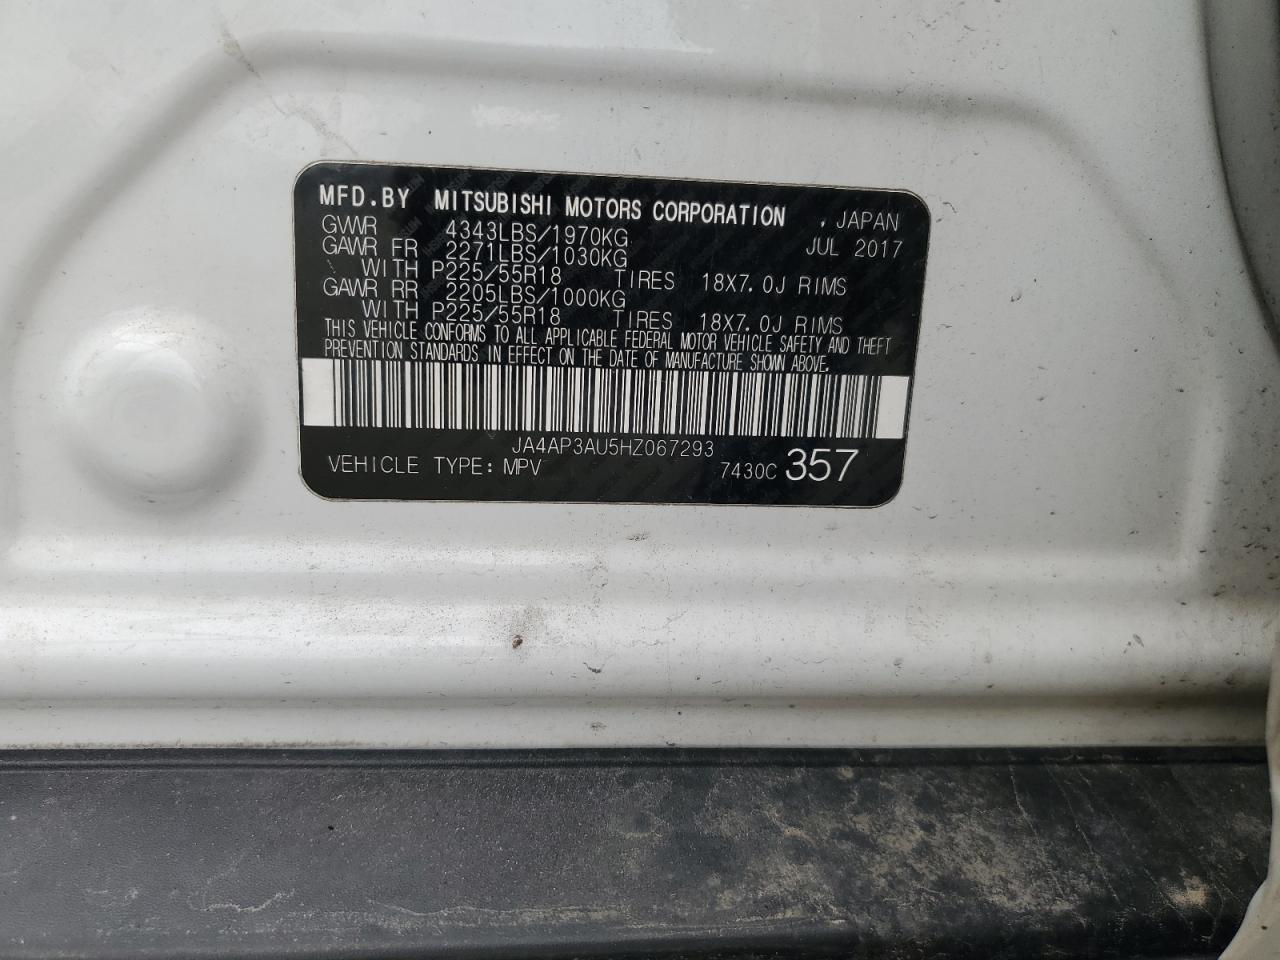 MFD.BY MITSUBISHI MOTORS CORPORATION , JAPAN
GVWR 4343LBS/1970KG JUL 2017
GAWR FR 2271LBS/1030KG
WITH P225/55R18 TIRES 18X7.0J RIMS
GAWR RR 2205LBS/1000KG
WITH P225/55R18 TIRES 18X7.0J RIMS
THIS VEHICLE CONFORMS TO ALL APPLICABLE FEDERAL MOTOR VEHICLE SAFETY AND THEFT
PREVENTION STANDARDS IN EFFECT ON THE DATE OF MANUFACTURE SHOWN ABOVE.
JA4AP3AU5HZ067293
VEHICLE TYPE: MPV 7430C 357